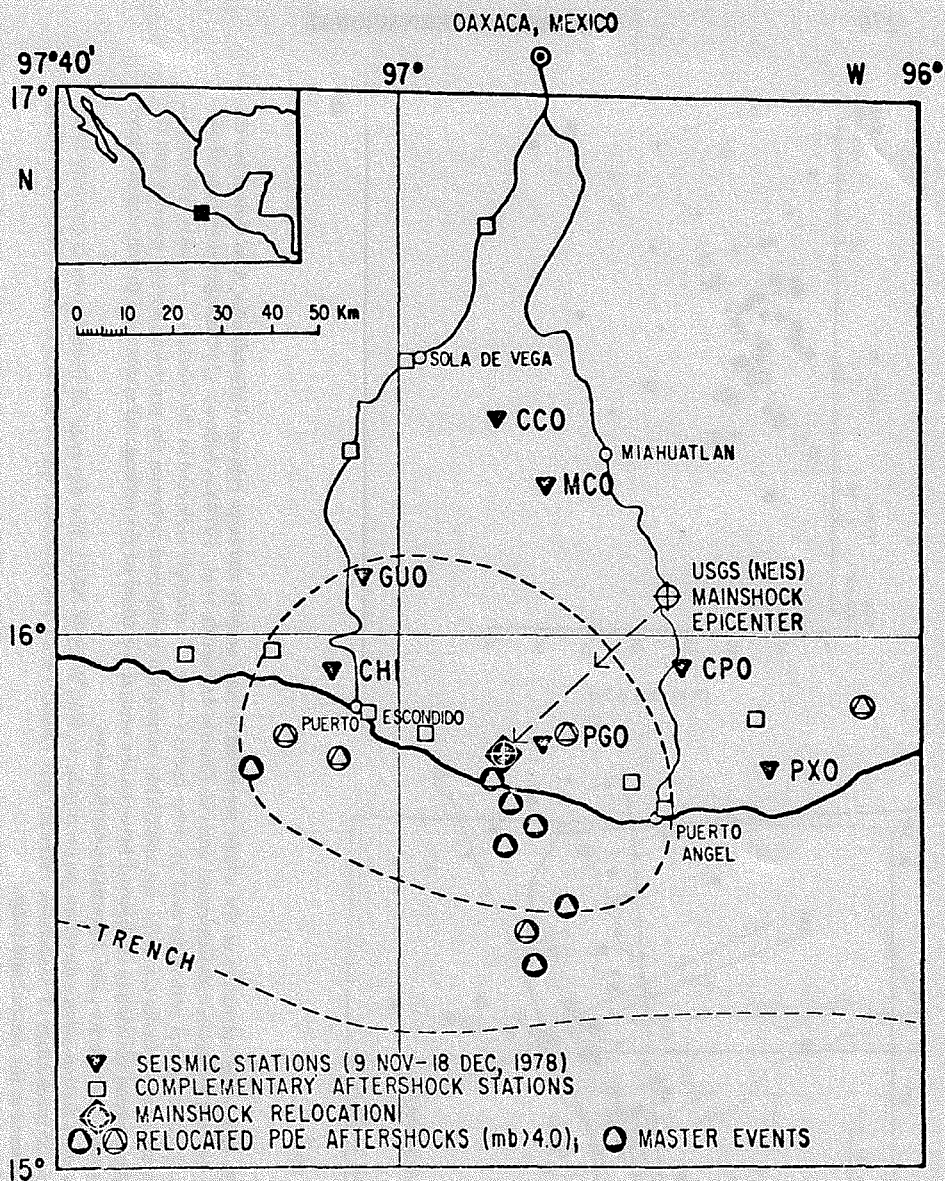 OAXACA, MEXICO
97°40' 97° W 96°
17°
N
0 10 20 30 40 50 Km
SOLA DE VEGA
CCO
MIAHUATLAN
MCO
GUO
USGS (NEIS)
MAINSHOCK
EPICENTER
16°
CHI
CPO
PUERTO ESCONDIDO
PGO
PXO
PUERTO
ANGEL
TRENCH
SEISMIC STATIONS (9 NOV-18 DEC, 1978)
COMPLEMENTARY AFTERSHOCK STATIONS
MAINSHOCK RELOCATION
, RELOCATED PDE AFTERSHOCKS (mb>4.0); MASTER EVENTS
15°